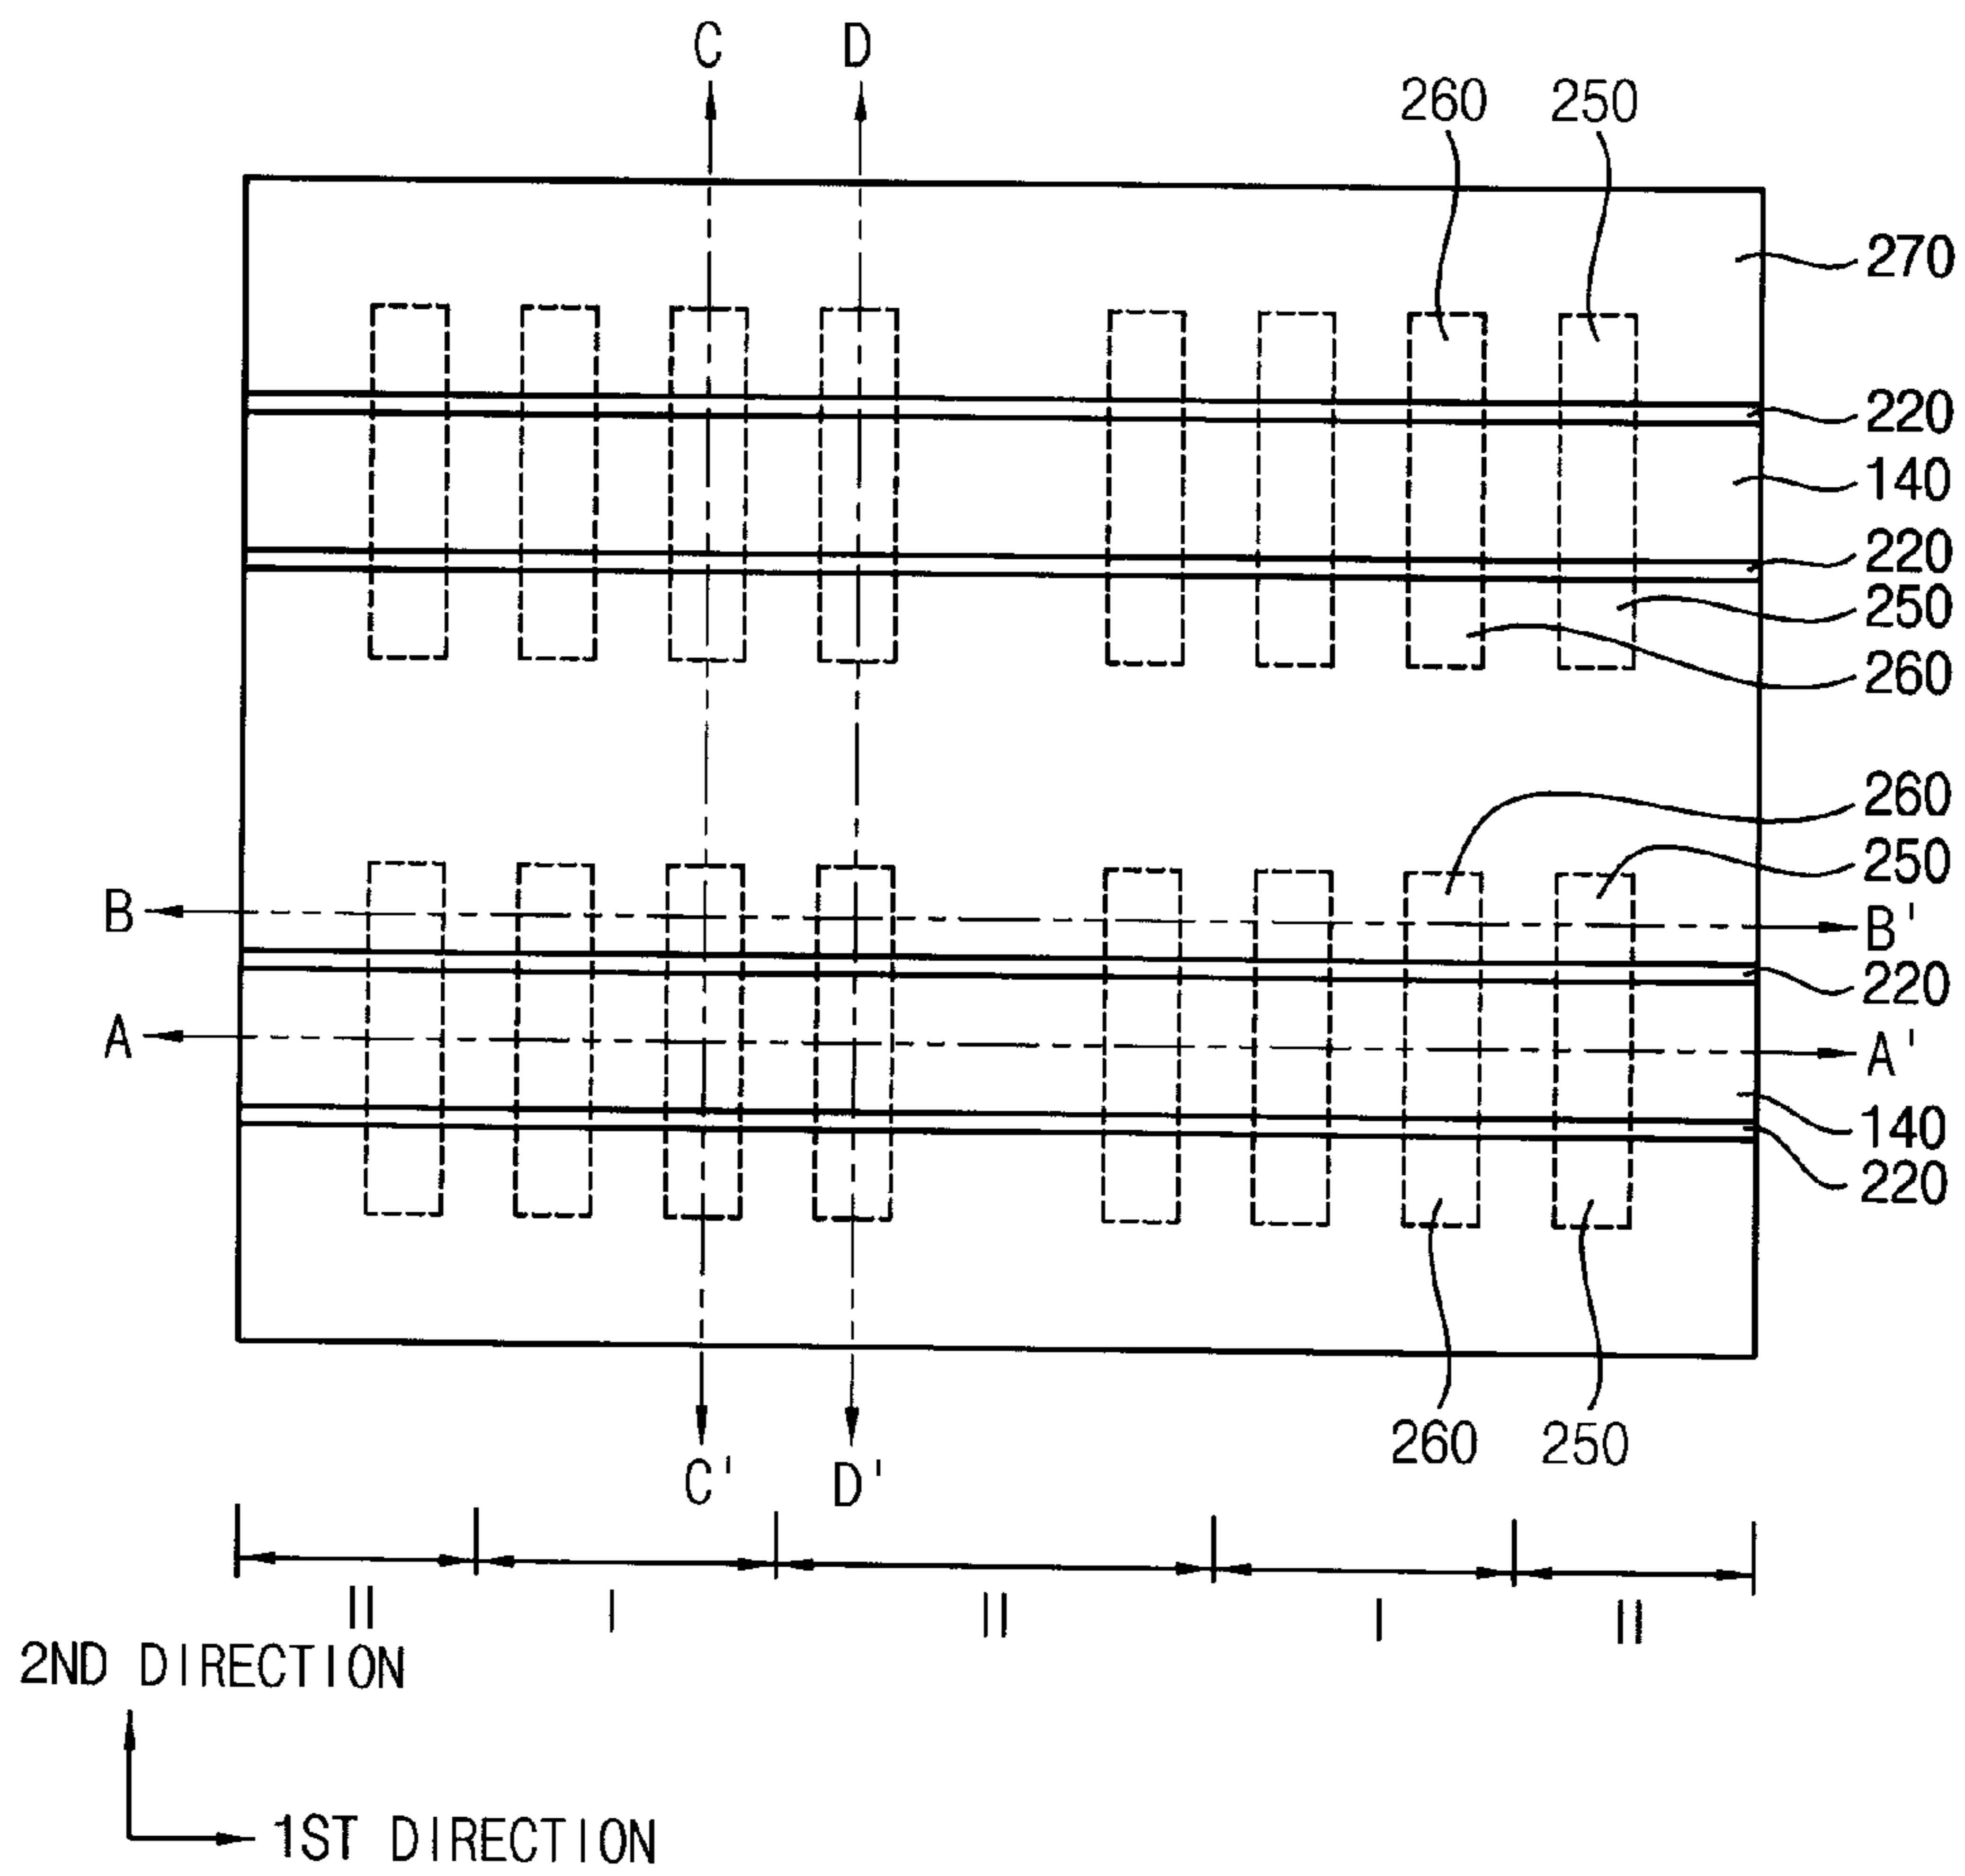 C D
260 250
270
220
140
220
250
260
260
250
B B'
220
A A'
140
220
260 250
C' D'
II I II I II
2ND DIRECTION
1ST DIRECTION